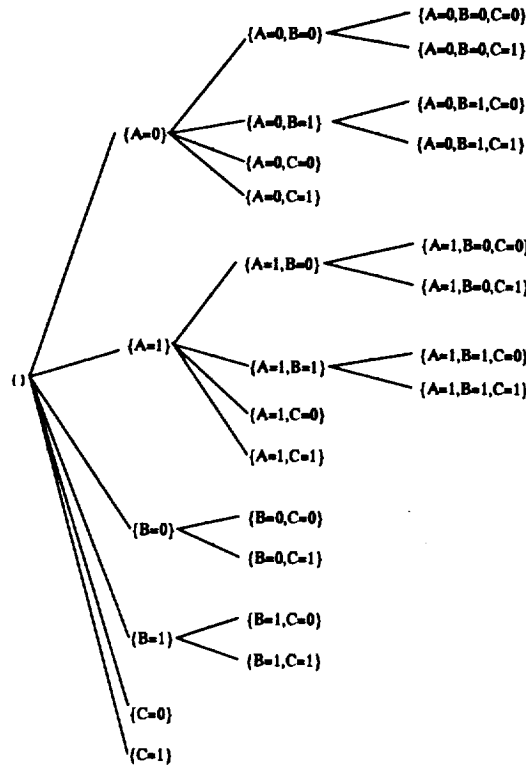 {A=0,B=0,C=0}
{A=0,B=0}
{A=0,B=0,C=1}
{A=0,B=1,C=0}
{A=0,B=1}
{A=0}
{A=0,B=1,C=1}
{A=0,C=0}
{A=0,C=1}
{A=1,B=0,C=0}
{A=1,B=0}
{A=1,B=0,C=1}
{A=1}
{A=1,B=1,C=0}
{A=1,B=1}
{ }
{A=1,B=1,C=1}
{A=1,C=0}
{A=1,C=1}
{B=0,C=0}
{B=0}
{B=0,C=1}
{B=1,C=0}
{B=1}
{B=1,C=1}
{C=0}
{C=1}